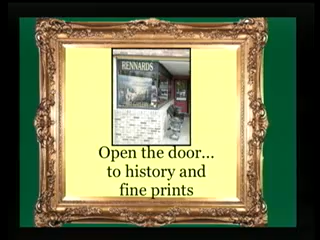 RENNARDS
Open the door...
to history and
fine prints